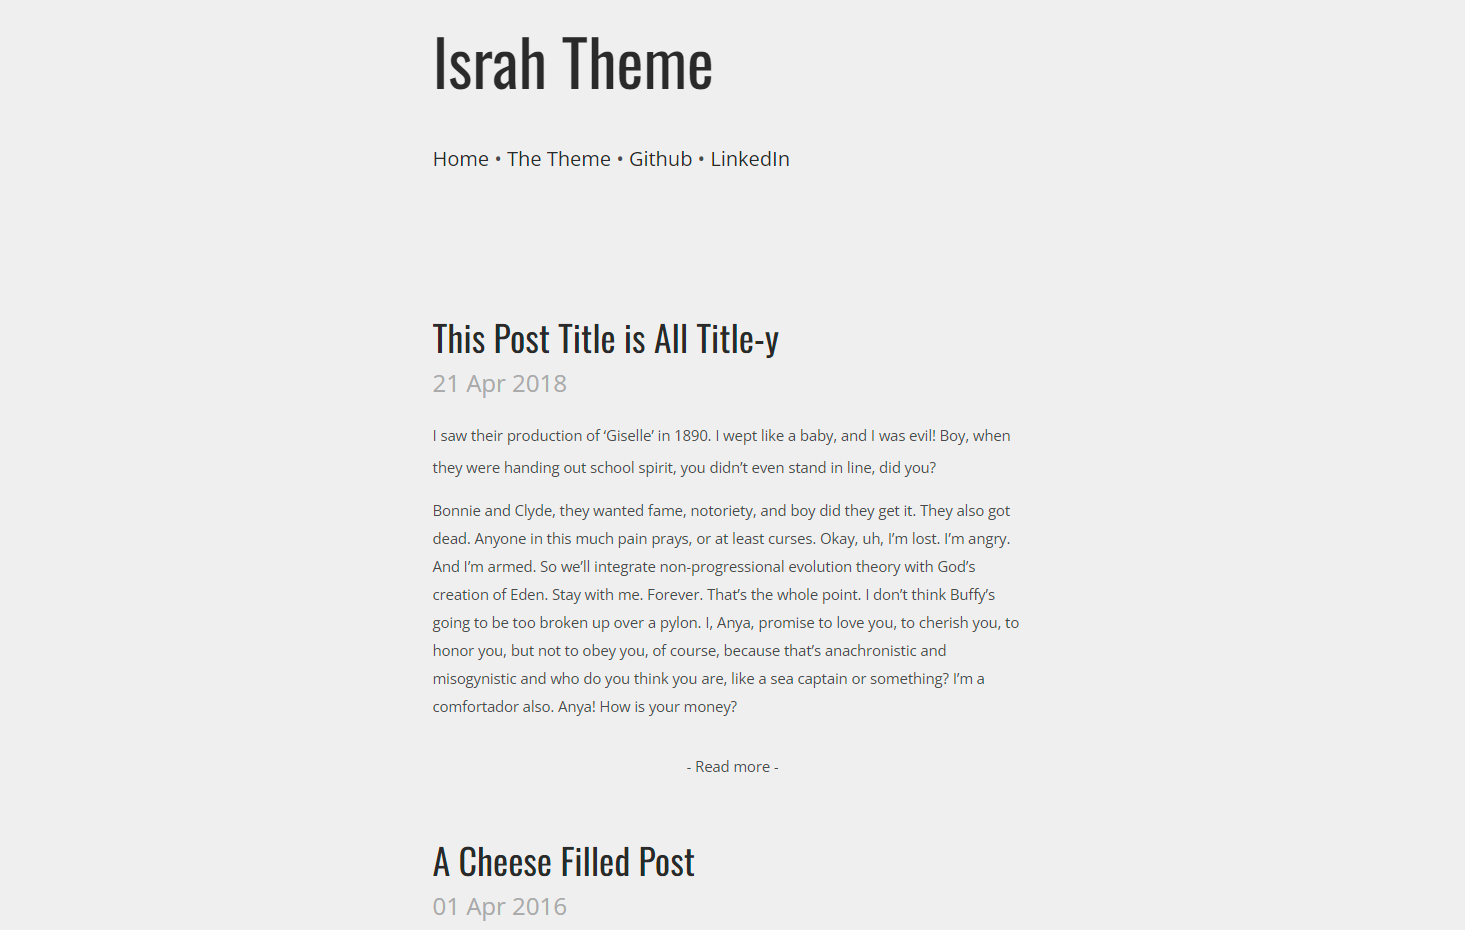 Israh Theme
Home • The Theme • Github • LinkedIn
This Post Title is All Title-y
21 Apr 2018
I saw their production of ‘Giselle’ in 1890. I wept like a baby, and I was evil! Boy, when
they were handing out school spirit, you didn’t even stand in line, did you?
Bonnie and Clyde, they wanted fame, notoriety, and boy did they get it. They also got
dead. Anyone in this much pain prays, or at least curses. Okay, uh, I’m lost. I’m angry.
And I’m armed. So we’ll integrate non-progressional evolution theory with God’s
creation of Eden. Stay with me. Forever. That’s the whole point. I don’t think Buffy’s
going to be too broken up over a pylon. I, Anya, promise to love you, to cherish you, to
honor you, but not to obey you, of course, because that’s anachronistic and
misogynistic and who do you think you are, like a sea captain or something? I’m a
comfortador also. Anya! How is your money?
- Read more -
A Cheese Filled Post
01 Apr 2016